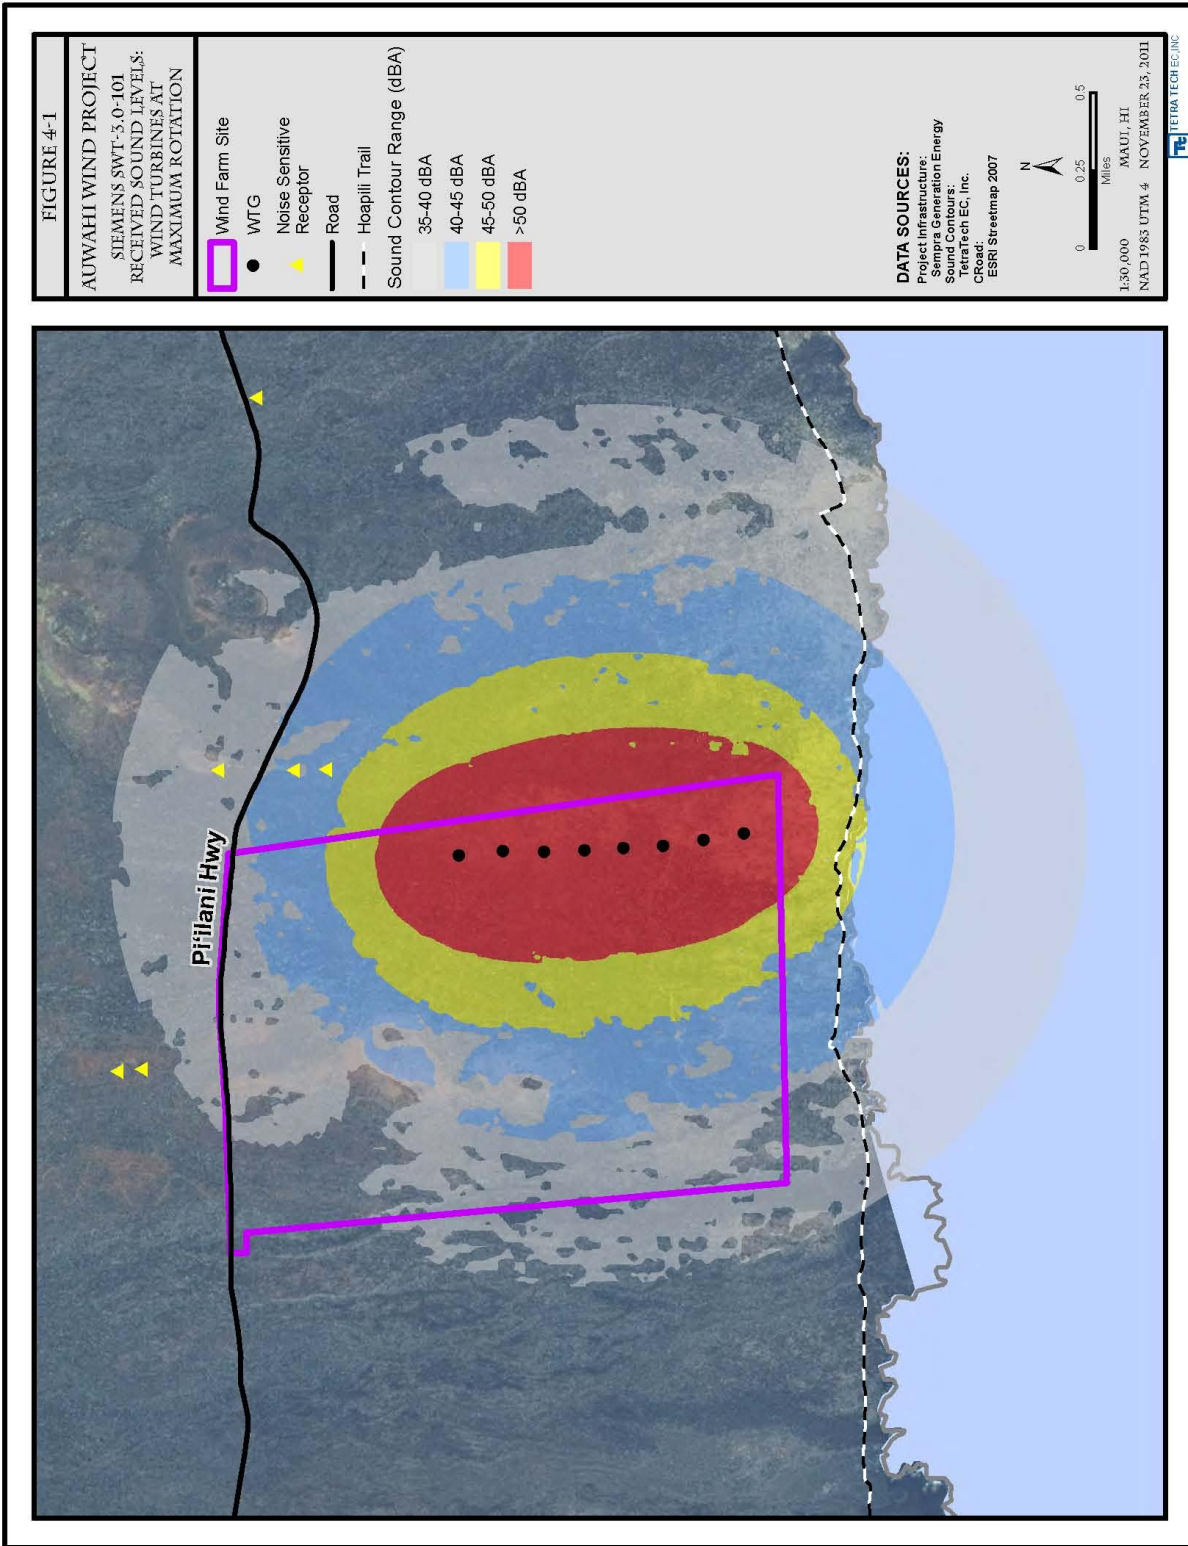 FIGURE 4-1
AUWAHI WIND PROJECT
SIEMENS SWT-3.0-101
RECEIVED SOUND LEVELS:
WIND TURBINES AT
MAXIMUM ROTATION
Wind Farm Site
WTG
Noise Sensitive
Receptor
Road
Hoapili Trail
Sound Contour Range (dBA)
35-40 dBA
40-45 dBA
45-50 dBA
>50 dBA
DATA SOURCES:
Project Infrastructure:
Sempra Generation Energy
Sound Contours:
TetraTech EC, Inc.
CRoad:
ESRI Streetmap 2007
N
0 0.25 0.5
Miles
1:30,000 MAUI, HI
NAD 1983 UTM 4 NOVEMBER 23, 2011
Tt TETRA TECH EC,INC
Pi'ilani Hwy